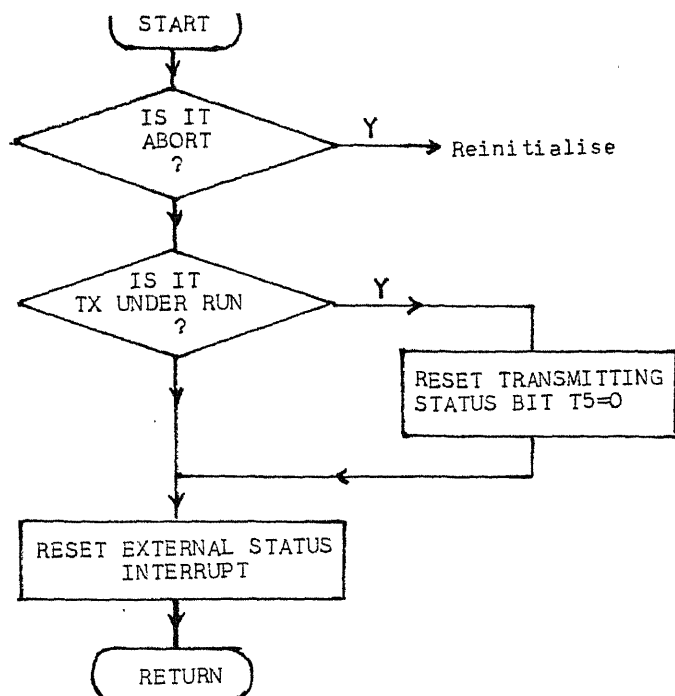 START
IS IT
ABORT
?
Y
Reinitialise
IS IT
TX UNDER RUN
?
Y
RESET TRANSMITTING
STATUS BIT T5=0
RESET EXTERNAL STATUS
INTERRUPT
RETURN